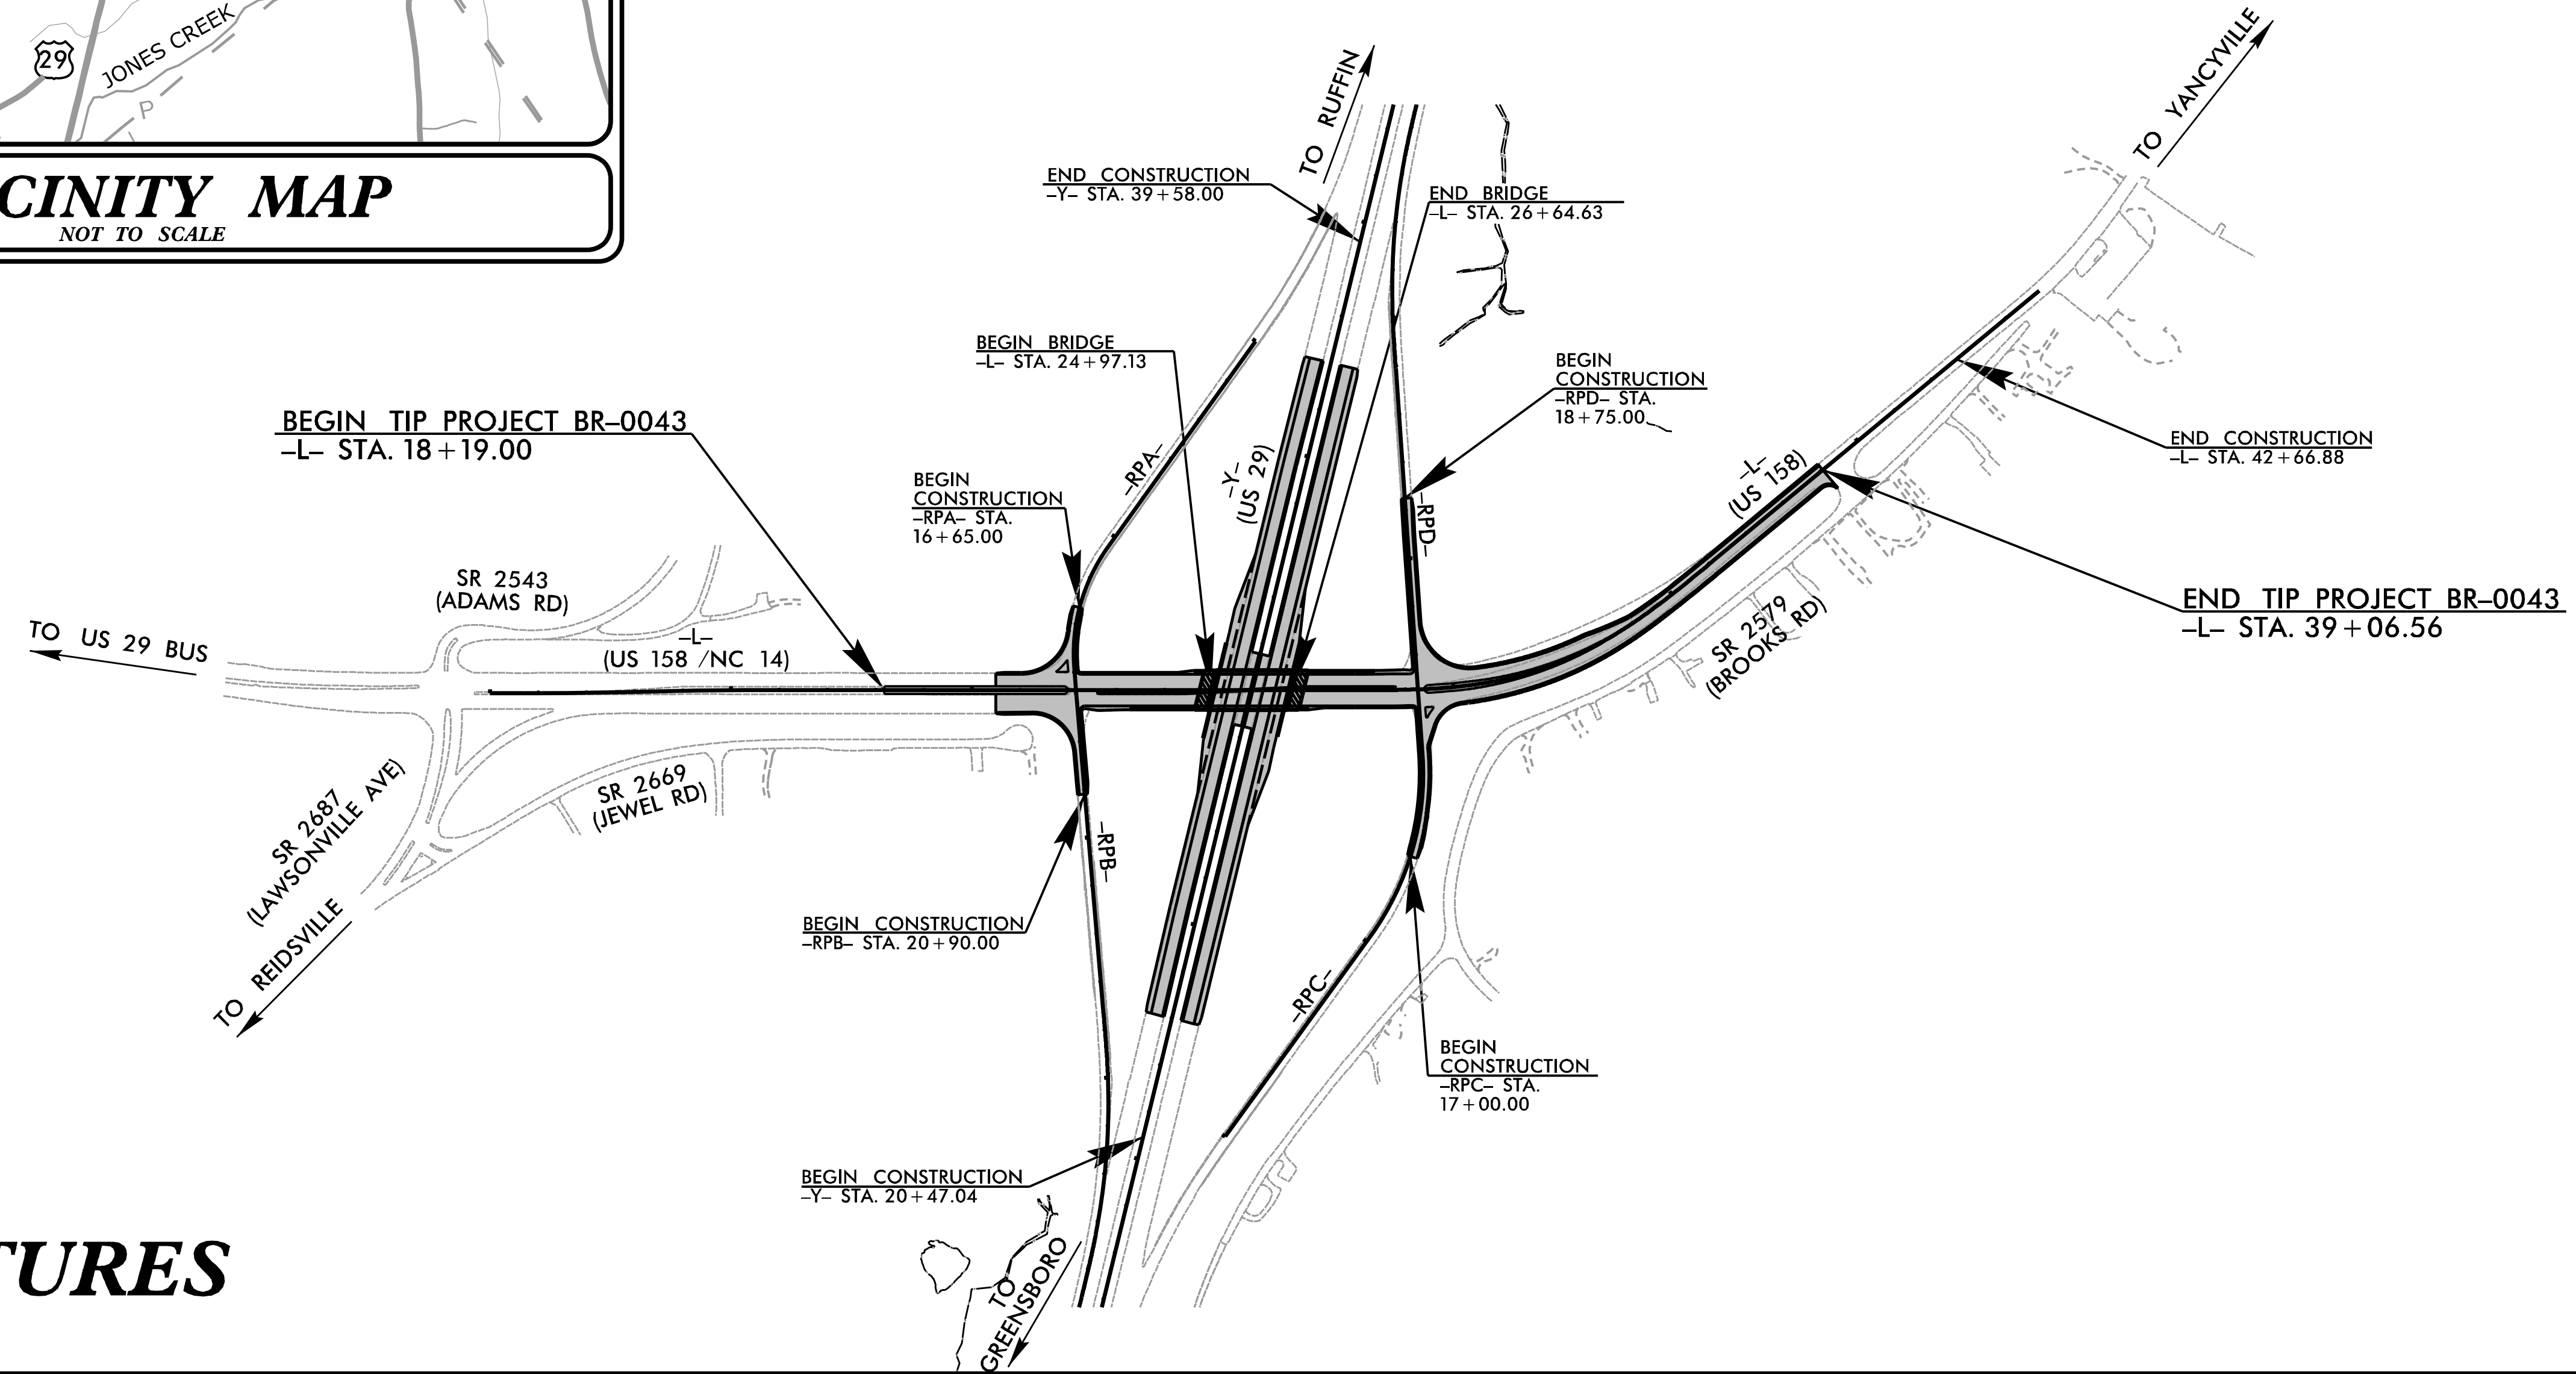 29
JONES CREEK
P
CINITY MAP
NOT TO SCALE
TO RUFFIN
TO YANCYVILLE
END CONSTRUCTION
–Y– STA. 39+58.00
END BRIDGE
–L– STA. 26+64.63
BEGIN BRIDGE
–L– STA. 24+97.13
BEGIN
CONSTRUCTION
–RPD– STA.
18+75.00
BEGIN TIP PROJECT BR–0043
–L– STA. 18+19.00
–RPA–
–Y–
(US 29)
–RPD–
–L–
(US 158)
END CONSTRUCTION
–L– STA. 42+66.88
BEGIN
CONSTRUCTION
–RPA– STA.
16+65.00
SR 2543
(ADAMS RD)
TO US 29 BUS
–L–
(US 158 /NC 14)
END TIP PROJECT BR–0043
–L– STA. 39+06.56
SR 2579
(BROOKS RD)
SR 2669
(JEWEL RD)
SR 2687
(LAWSONVILLE AVE)
TO REIDSVILLE
–RPB–
BEGIN CONSTRUCTION
–RPB– STA. 20+90.00
–RPC–
BEGIN
CONSTRUCTION
–RPC– STA.
17+00.00
BEGIN CONSTRUCTION
–Y– STA. 20+47.04
TO
GREENSBORO
TURES